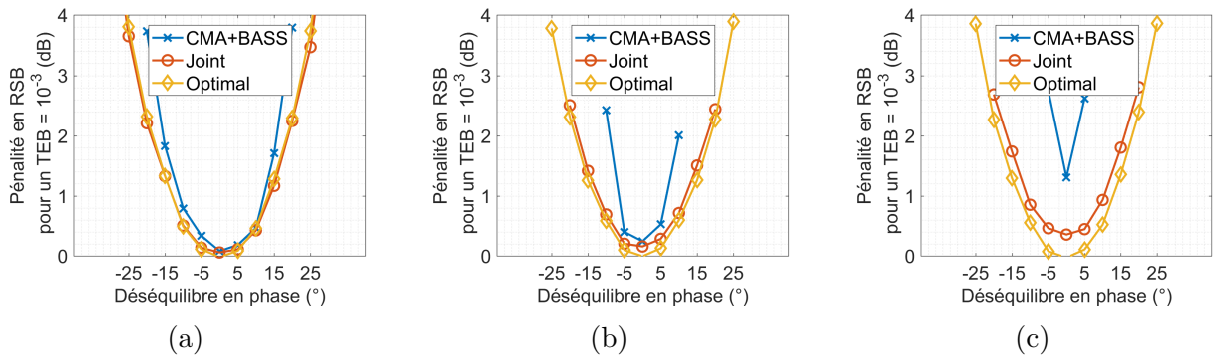 Pénalité en RSB
pour un TEB = 10⁻³ (dB)
4
3
2
1
0
CMA+BASS
Joint
Optimal
-25 -15 -5 5 15 25
Déséquilibre en phase (°)
(a)
Pénalité en RSB
pour un TEB = 10⁻³ (dB)
4
3
2
1
0
CMA+BASS
Joint
Optimal
-25 -15 -5 5 15 25
Déséquilibre en phase (°)
(b)
Pénalité en RSB
pour un TEB = 10⁻³ (dB)
4
3
2
1
0
CMA+BASS
Joint
Optimal
-25 -15 -5 5 15 25
Déséquilibre en phase (°)
(c)